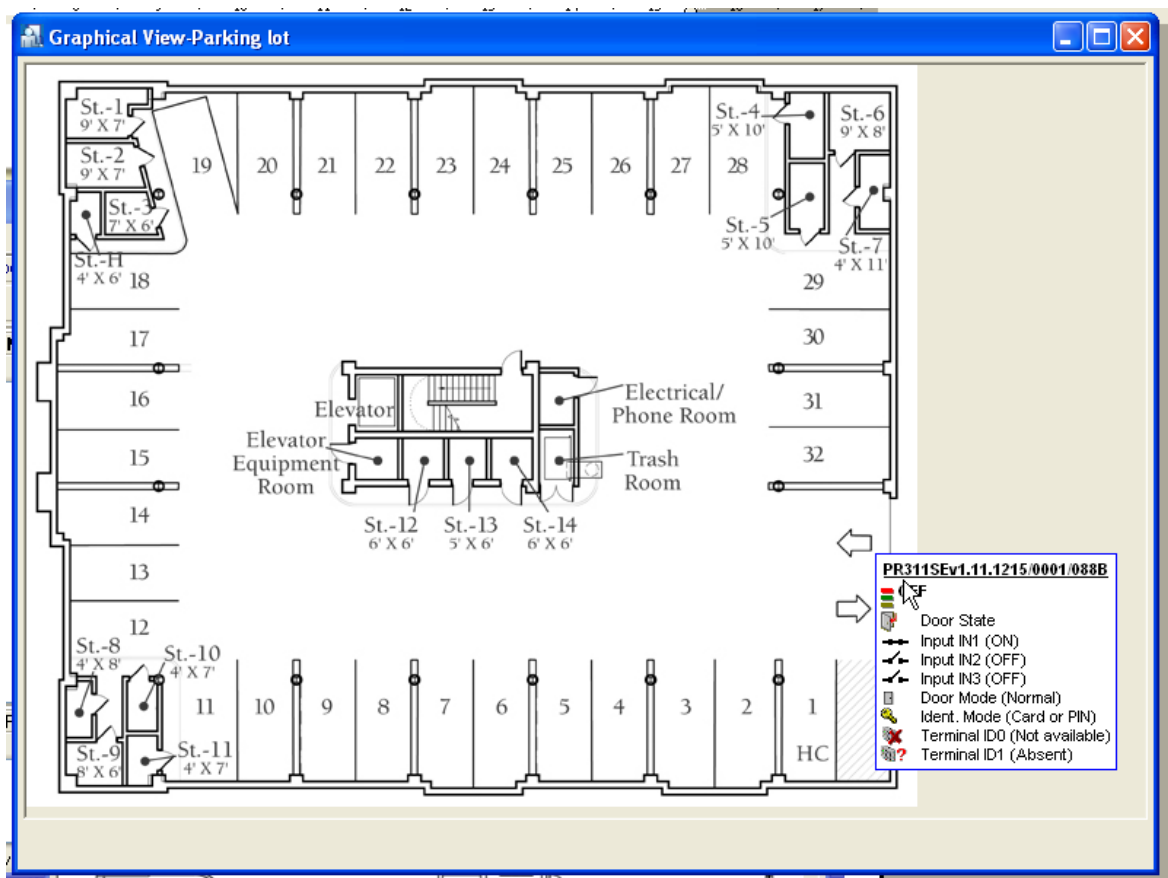 Graphical View-Parking lot
St.-1
9' X 7'
St.-2
9' X 7'
St.-3
7' X 6'
St.-H
4' X 6'
19
20
21
22
23
24
25
26
27
28
St.-4
5' X 10'
St.-6
9' X 8'
St.-5
5' X 10'
St.-7
4' X 11'
18
17
16
15
14
13
12
29
30
31
32
Elevator
Elevator
Equipment
Room
Electrical/
Phone Room
Trash
Room
St.-12
6' X 6'
St.-13
5' X 6'
St.-14
6' X 6'
St.-8
4' X 8'
St.-10
4' X 7'
St.-9
8' X 6'
St.-11
4' X 7'
11
10
9
8
7
6
5
4
3
2
1
HC
PR311SEv1.11.1215/0001/088B
Door State
Input IN1 (ON)
Input IN2 (OFF)
Input IN3 (OFF)
Door Mode (Normal)
Ident. Mode (Card or PIN)
Terminal ID0 (Not available)
Terminal ID1 (Absent)